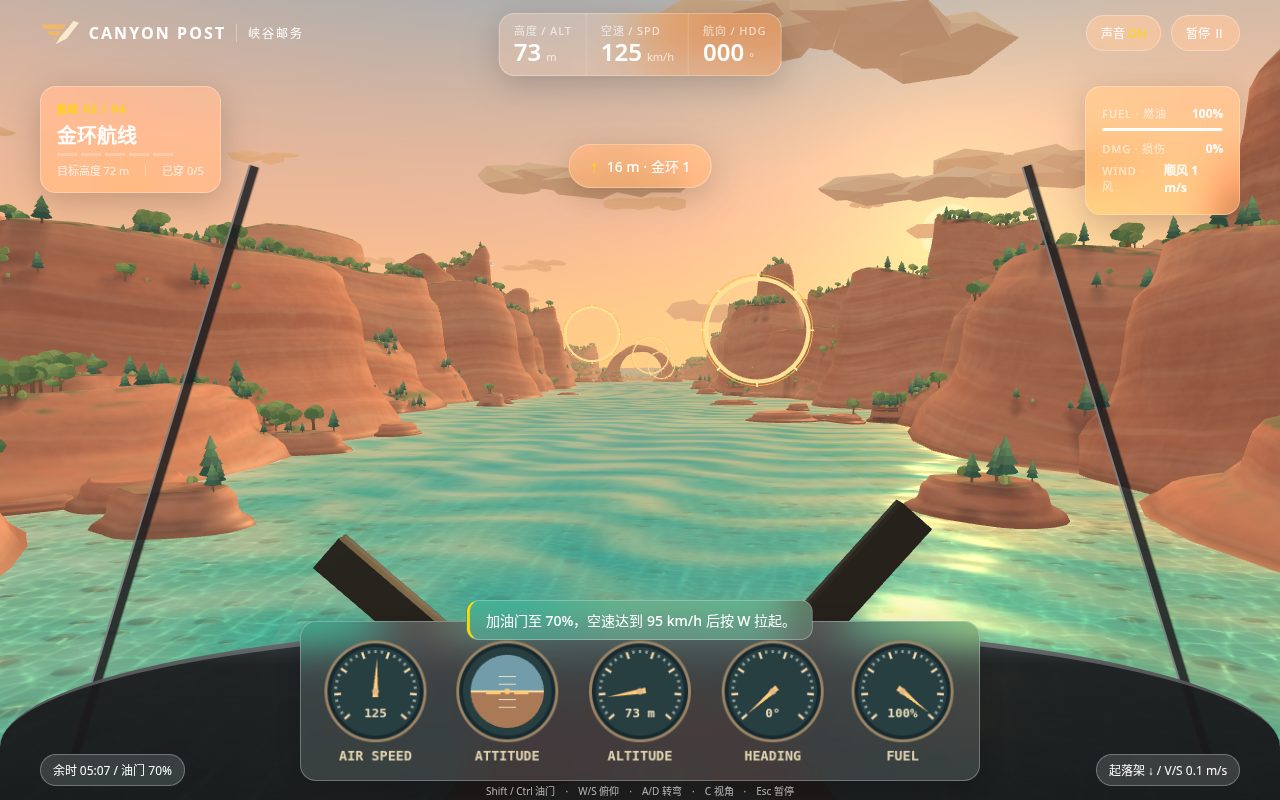 CANYON POST 峡谷邮务
高度 / ALT
73 m
空速 / SPD
125 km/h
航向 / HDG
000 °
声音
暂停 II
金环航线
目标高度 72 m 已穿 0/5
↑ 16 m · 金环 1
FUEL · 燃油 100%
DMG · 损伤 0%
WIND · 风 顺风 1 m/s
加油门至 70%，空速达到 95 km/h 后按 W 拉起。
125
73 m
0°
100%
AIR SPEED
ATTITUDE
ALTITUDE
HEADING
FUEL
余时 05:07 / 油门 70%
起落架 ↓ / V/S 0.1 m/s
Shift / Ctrl 油门 · W/S 俯仰 · A/D 转弯 · C 视角 · Esc 暂停